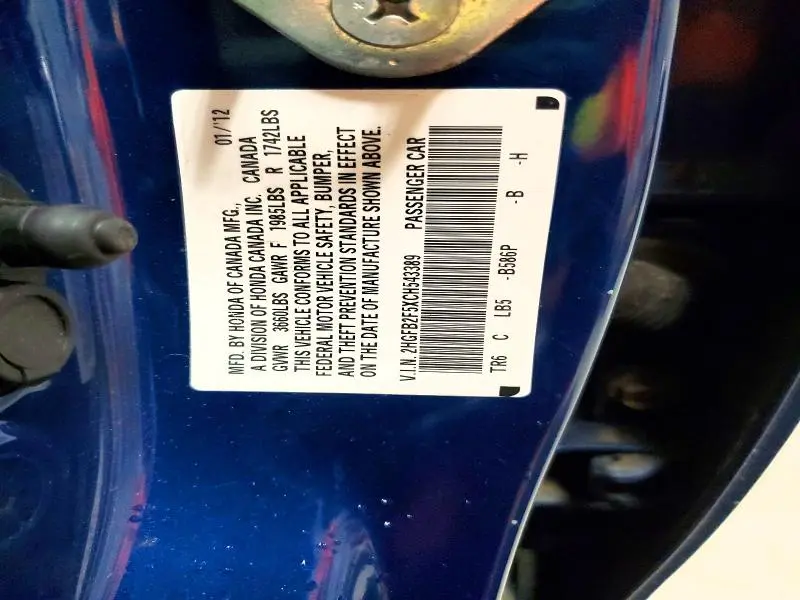 MFD. BY HONDA OF CANADA MFG., 01/'12
A DIVISION OF HONDA CANADA INC. CANADA
GVWR 3660LBS GAWR F 1985LBS R 1742LBS
THIS VEHICLE CONFORMS TO ALL APPLICABLE
FEDERAL MOTOR VEHICLE SAFETY, BUMPER,
AND THEFT PREVENTION STANDARDS IN EFFECT
ON THE DATE OF MANUFACTURE SHOWN ABOVE.
V.I.N. 2HGFB2F5XCH543389 PASSENGER CAR
TR6 C LB5 -B586P -B -H